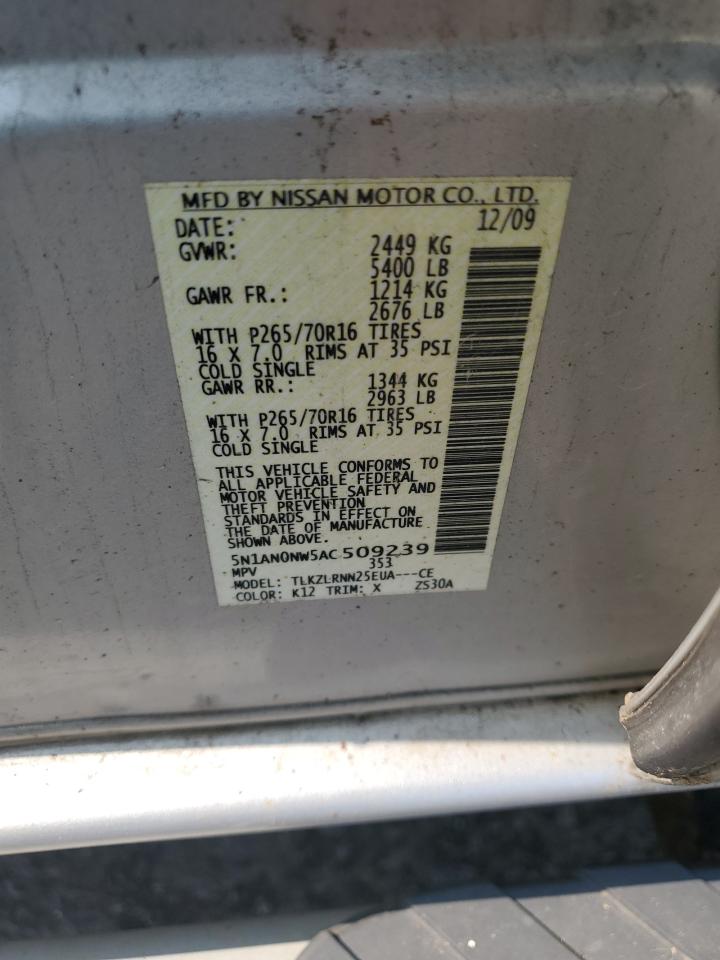 MFD BY NISSAN MOTOR CO., LTD.
DATE: 12/09
GVWR: 2449 KG
5400 LB
GAWR FR.: 1214 KG
2676 LB
WITH P265/70R16 TIRES
16 X 7.0 RIMS AT 35 PSI
COLD SINGLE
GAWR RR.: 1344 KG
2963 LB
WITH P265/70R16 TIRES
16 X 7.0 RIMS AT 35 PSI
COLD SINGLE
THIS VEHICLE CONFORMS TO
ALL APPLICABLE FEDERAL
MOTOR VEHICLE SAFETY AND
THEFT PREVENTION
STANDARDS IN EFFECT ON
THE DATE OF MANUFACTURE
SHOWN ABOVE.
5N1AN0NW5AC509239
MPV 353
MODEL: TLKZLRNN25EUA---CE
COLOR: K12 TRIM: X ZS30A